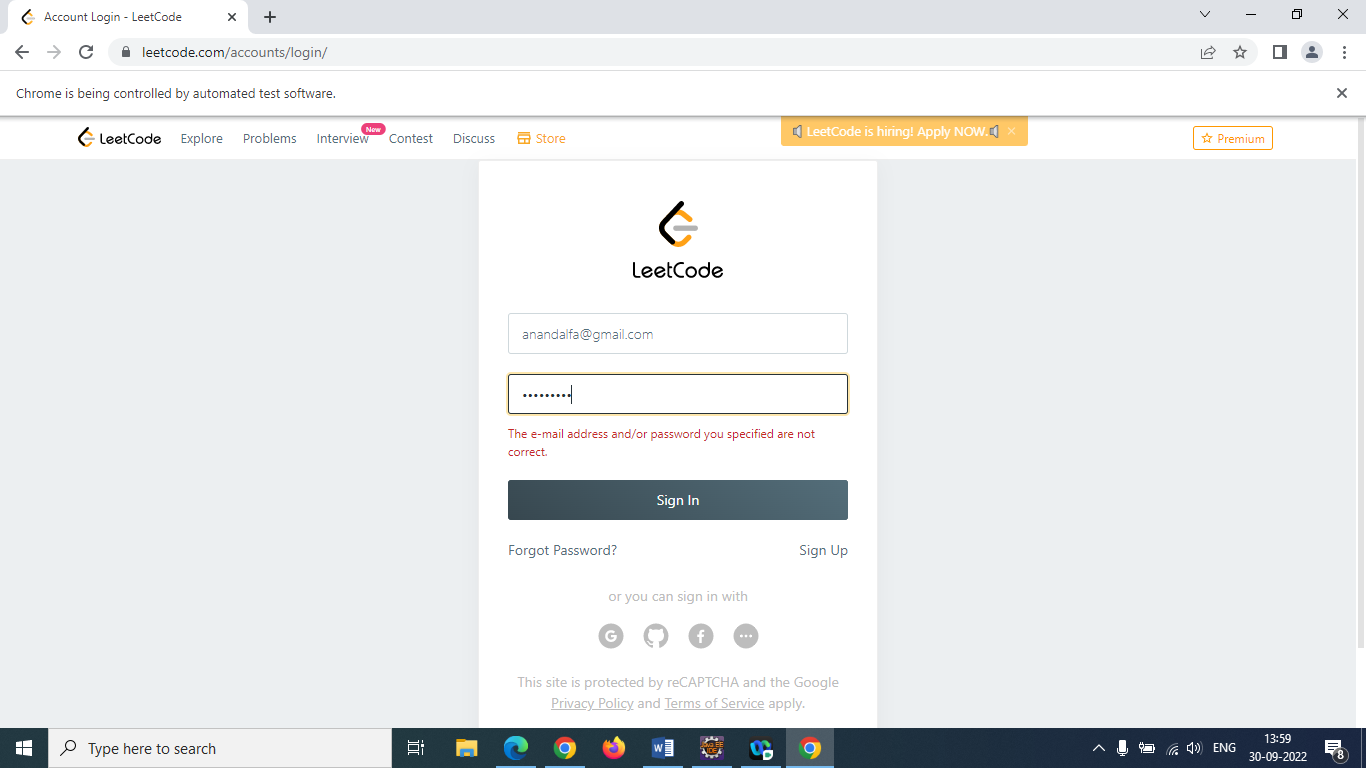 Account Login - LeetCode
leetcode.com/accounts/login/
Chrome is being controlled by automated test software.
LeetCode Explore Problems Interview New Contest Discuss Store LeetCode is hiring! Apply NOW. Premium
LeetCode
anandalfa@gmail.com
•••••••••
The e-mail address and/or password you specified are not
correct.
Sign In
Forgot Password? Sign Up
or you can sign in with
This site is protected by reCAPTCHA and the Google
Privacy Policy and Terms of Service apply.
Type here to search
ENG 13:59
30-09-2022
8